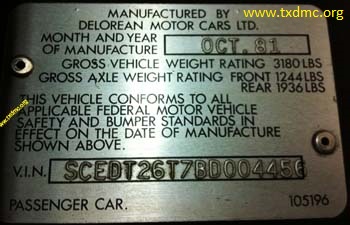 www.txdmc.org
MANUFACTURED BY
DELOREAN MOTOR CARS LTD.
MONTH AND YEAR
OF MANUFACTURE OCT. 81
GROSS VEHICLE WEIGHT RATING 3180 LBS
GROSS AXLE WEIGHT RATING FRONT 1244 LBS
REAR 1936 LBS
THIS VEHICLE CONFORMS TO ALL
APPLICABLE FEDERAL MOTOR VEHICLE
SAFETY AND BUMPER STANDARDS IN
EFFECT ON THE DATE OF MANUFACTURE
SHOWN ABOVE.
www.txdmc.org
V.I.N. SCEDT26T7BD004456
PASSENGER CAR. 105196